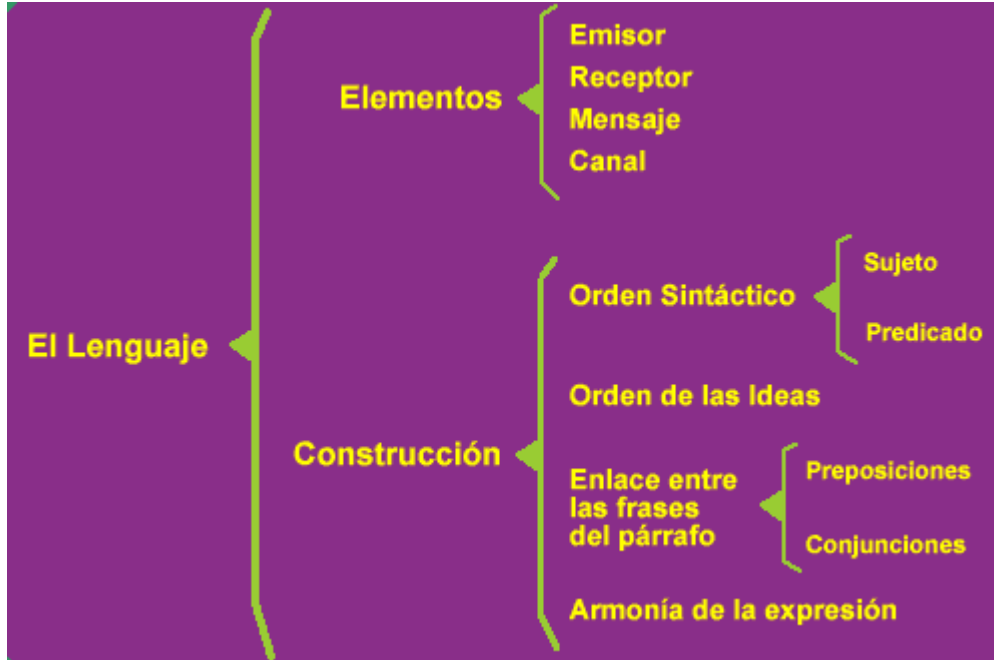 El Lenguaje
Elementos
Emisor
Receptor
Mensaje
Canal
Construcción
Orden Sintáctico
Sujeto
Predicado
Orden de las Ideas
Enlace entre
las frases
del párrafo
Preposiciones
Conjunciones
Armonía de la expresión